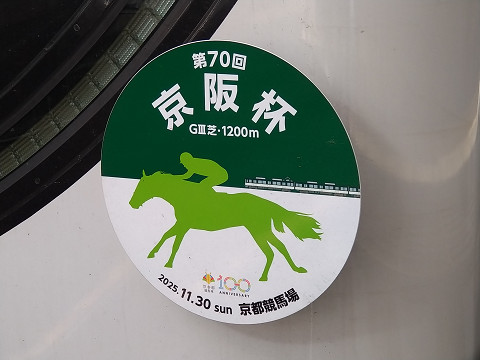 第70回
京阪杯
GⅢ芝・1200m
100
ANNIVERSARY
2025.11.30 sun 京都競馬場